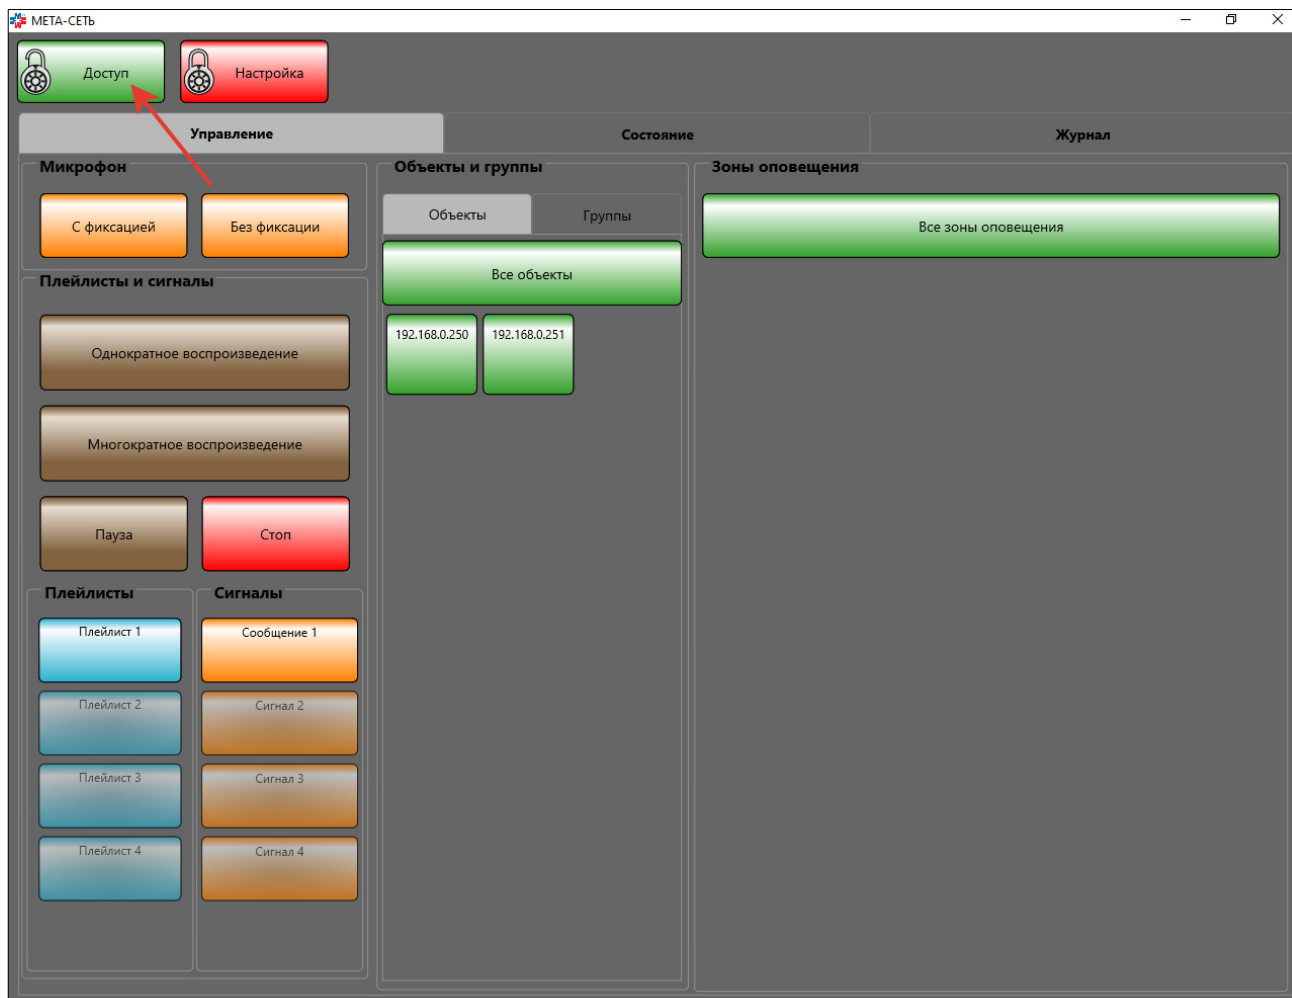 МЕТА-СЕТЬ
Доступ
Настройка
Управление
Состояние
Журнал
Микрофон
С фиксацией
Без фиксации
Плейлисты и сигналы
Однократное воспроизведение
Многократное воспроизведение
Пауза
Стоп
Плейлисты
Сигналы
Плейлист 1
Сообщение 1
Плейлист 2
Сигнал 2
Плейлист 3
Сигнал 3
Плейлист 4
Сигнал 4
Объекты и группы
Объекты
Группы
Все объекты
192.168.0.250
192.168.0.251
Зоны оповещения
Все зоны оповещения